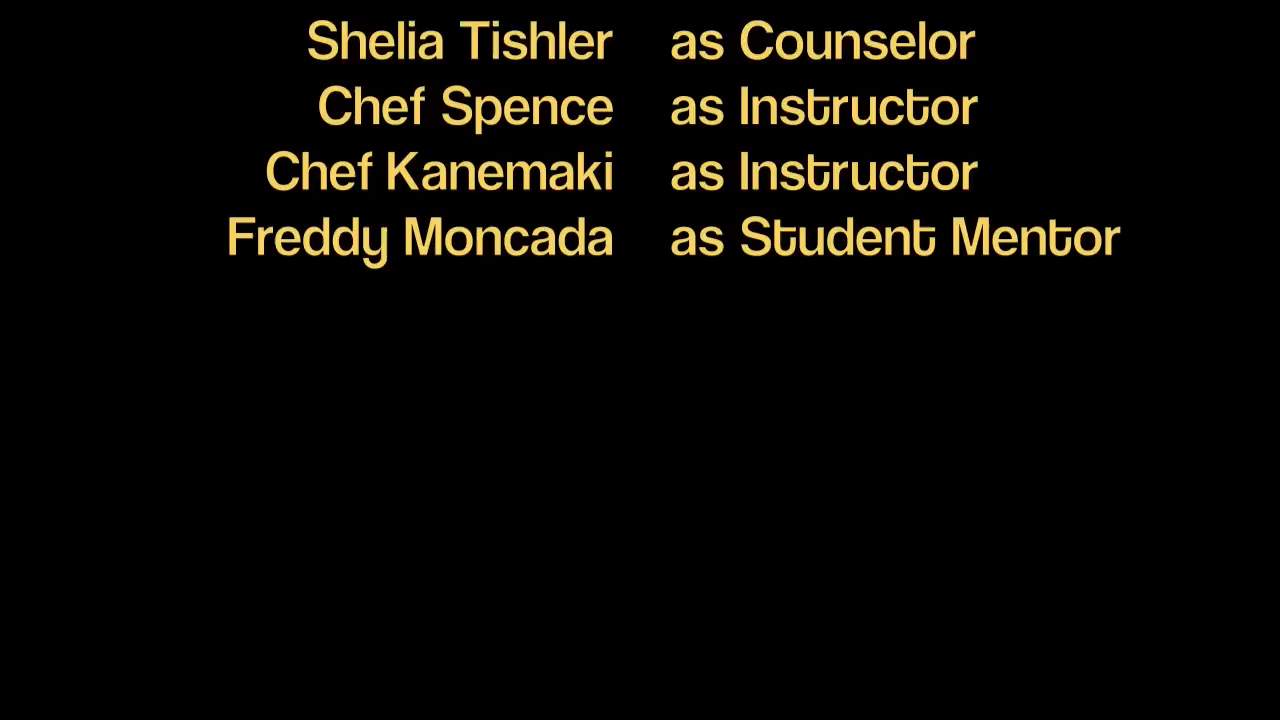 Shelia Tishler as Counselor
Chef Spence as Instructor
Chef Kanemaki as Instructor
Freddy Moncada as Student Mentor